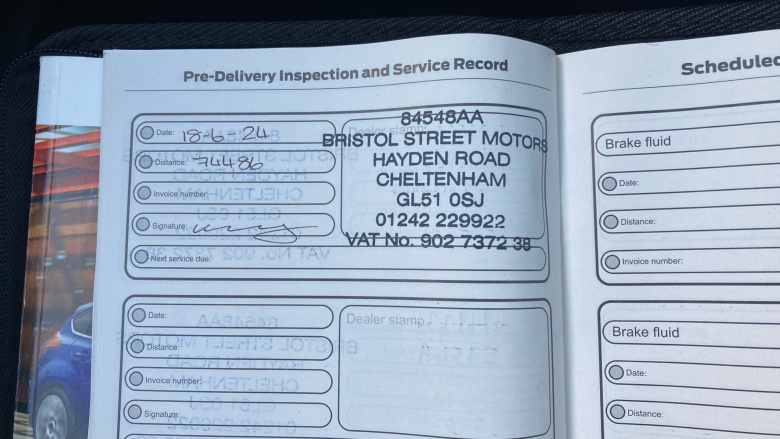 Pre-Delivery Inspection and Service Record
Date: 18-6-24
Distance: 74486
Invoice number:
Signature:
Next service due:
Dealer stamp
84548AA
BRISTOL STREET MOTORS
HAYDEN ROAD
CHELTENHAM
GL51 0SJ
01242 229922
VAT No. 902 7372 38
Date:
Distance:
Invoice number:
Signature:
Dealer stamp
Scheduled
Brake fluid
Date:
Distance:
Invoice number:
Brake fluid
Date:
Distance: